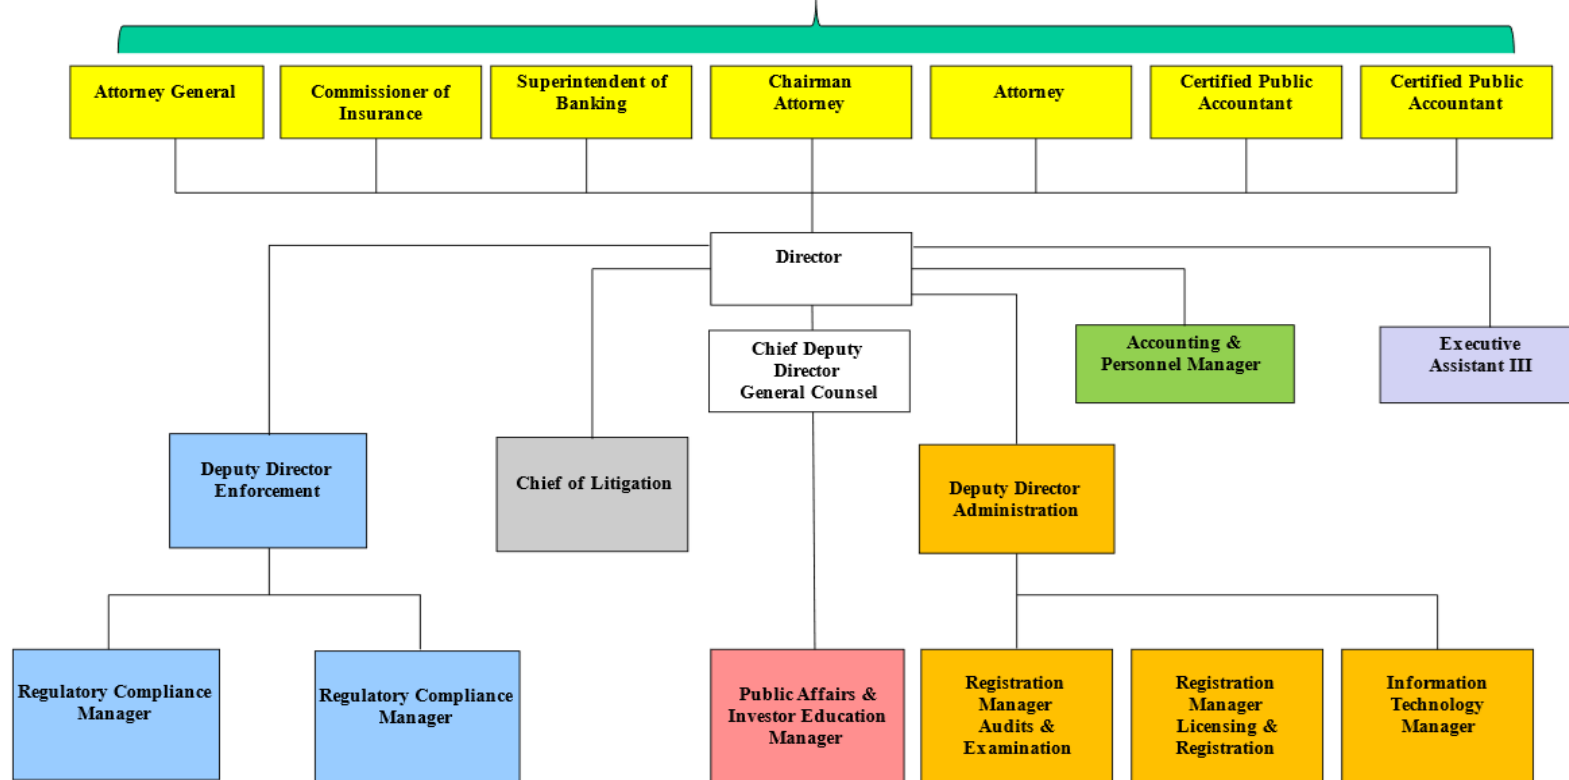 Attorney General
Commissioner of
Insurance
Superintendent of
Banking
Chairman
Attorney
Attorney
Certified Public
Accountant
Certified Public
Accountant
Director
Chief Deputy
Director
General Counsel
Accounting &
Personnel Manager
Executive
Assistant III
Deputy Director
Enforcement
Chief of Litigation
Deputy Director
Administration
Regulatory Compliance
Manager
Regulatory Compliance
Manager
Public Affairs &
Investor Education
Manager
Registration
Manager
Audits &
Examination
Registration
Manager
Licensing &
Registration
Information
Technology
Manager